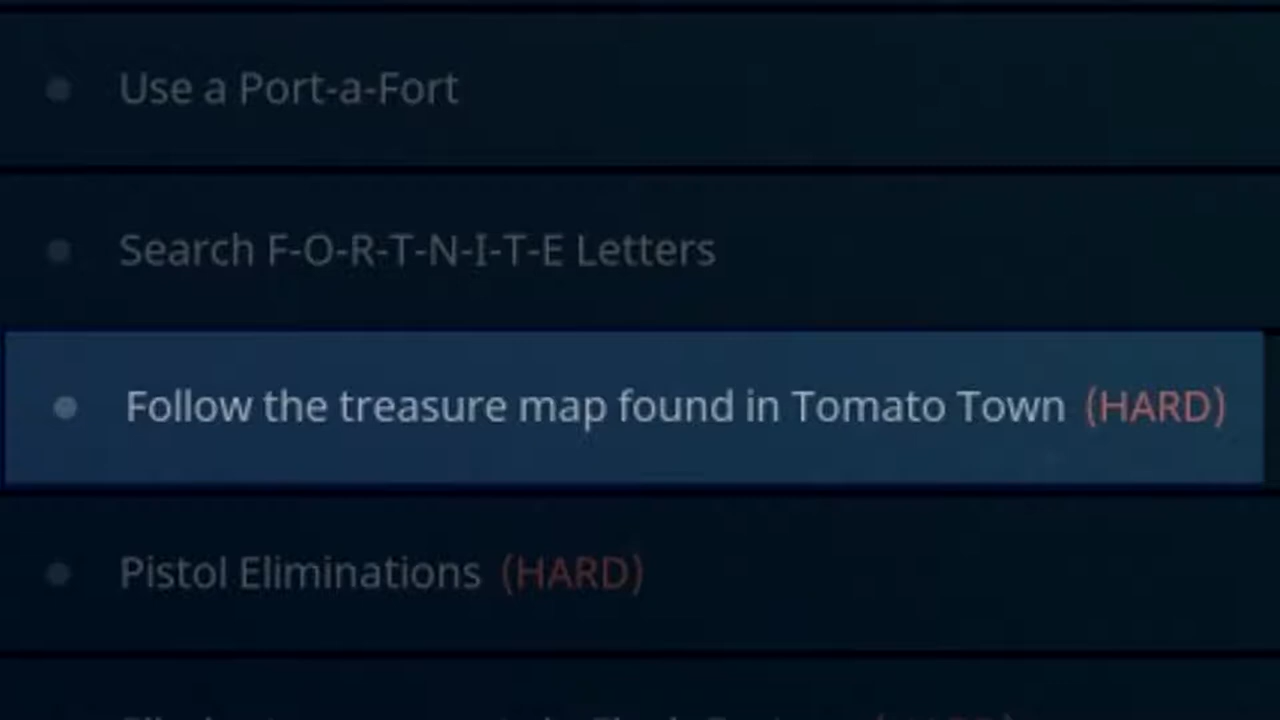 Use a Port-a-Fort
Search F-O-R-T-N-I-T-E Letters
Follow the treasure map found in Tomato Town (HARD)
Pistol Eliminations (HARD)